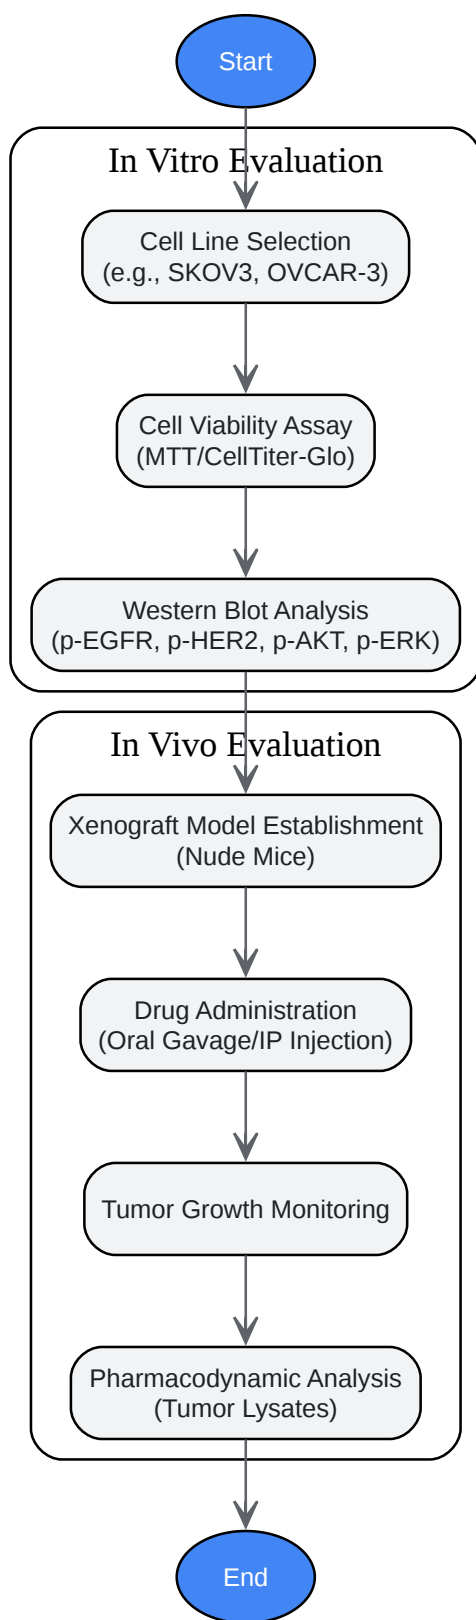 Start
In Vitro Evaluation
Cell Line Selection
(e.g., SKOV3, OVCAR-3)
Cell Viability Assay
(MTT/CellTiter-Glo)
Western Blot Analysis
(p-EGFR, p-HER2, p-AKT, p-ERK)
In Vivo Evaluation
Xenograft Model Establishment
(Nude Mice)
Drug Administration
(Oral Gavage/IP Injection)
Tumor Growth Monitoring
Pharmacodynamic Analysis
(Tumor Lysates)
End